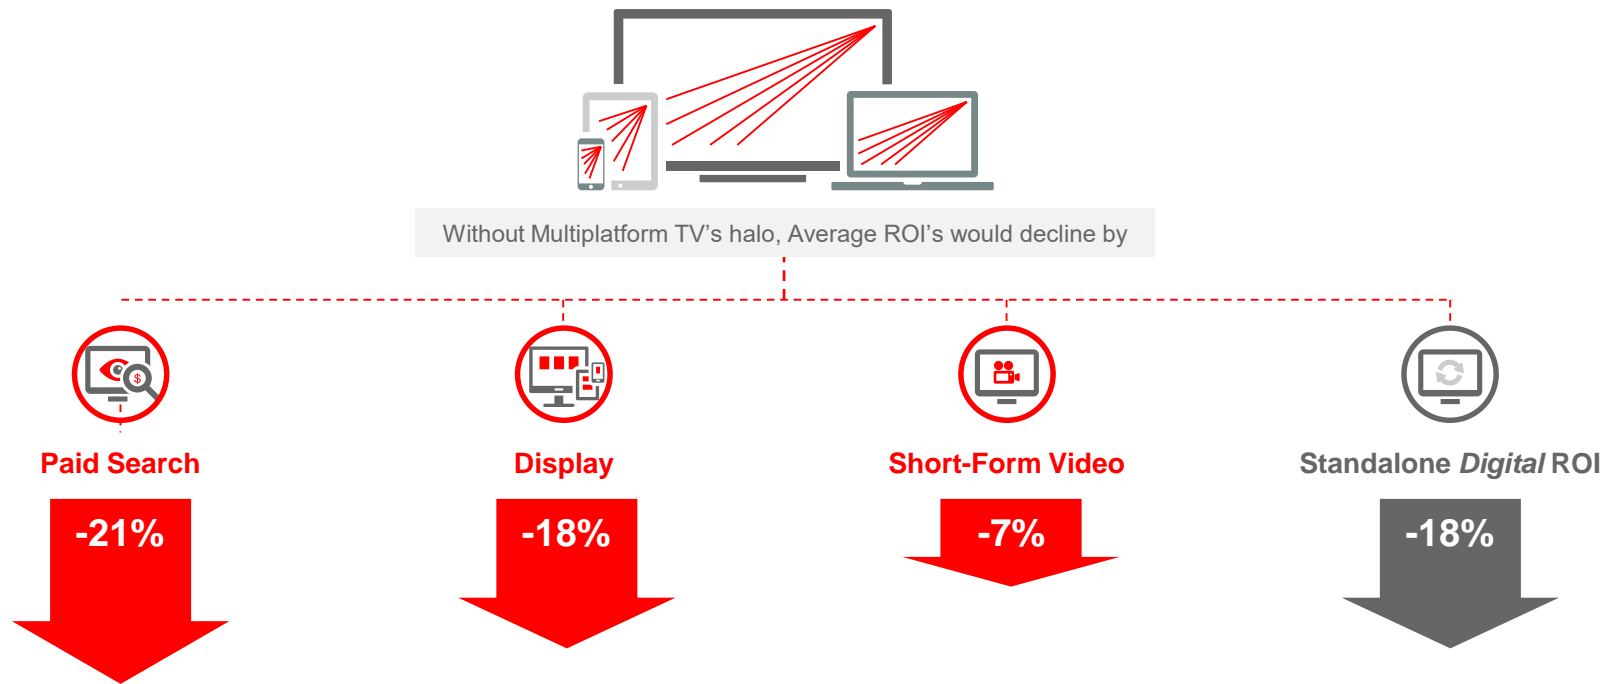 Without Multiplatform TV's halo, Average ROI's would decline by
$
Paid Search
Display
Short-Form Video
Standalone Digital ROI
-21%
-18%
-7%
-18%